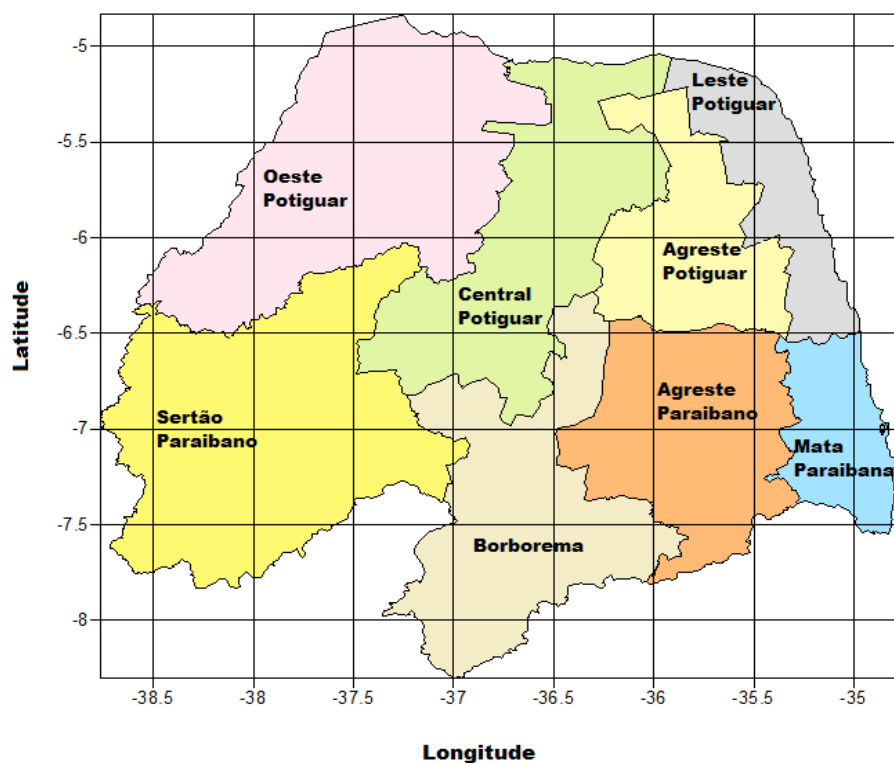 -5
-5.5
-6
-6.5
-7
-7.5
-8
Latitude
Leste
Potiguar
Oeste
Potiguar
Agreste
Potiguar
Central
Potiguar
Sertão
Paraibano
Agreste
Paraibano
Mata
Paraibana
Borborema
-38.5
-38
-37.5
-37
-36.5
-36
-35.5
-35
Longitude